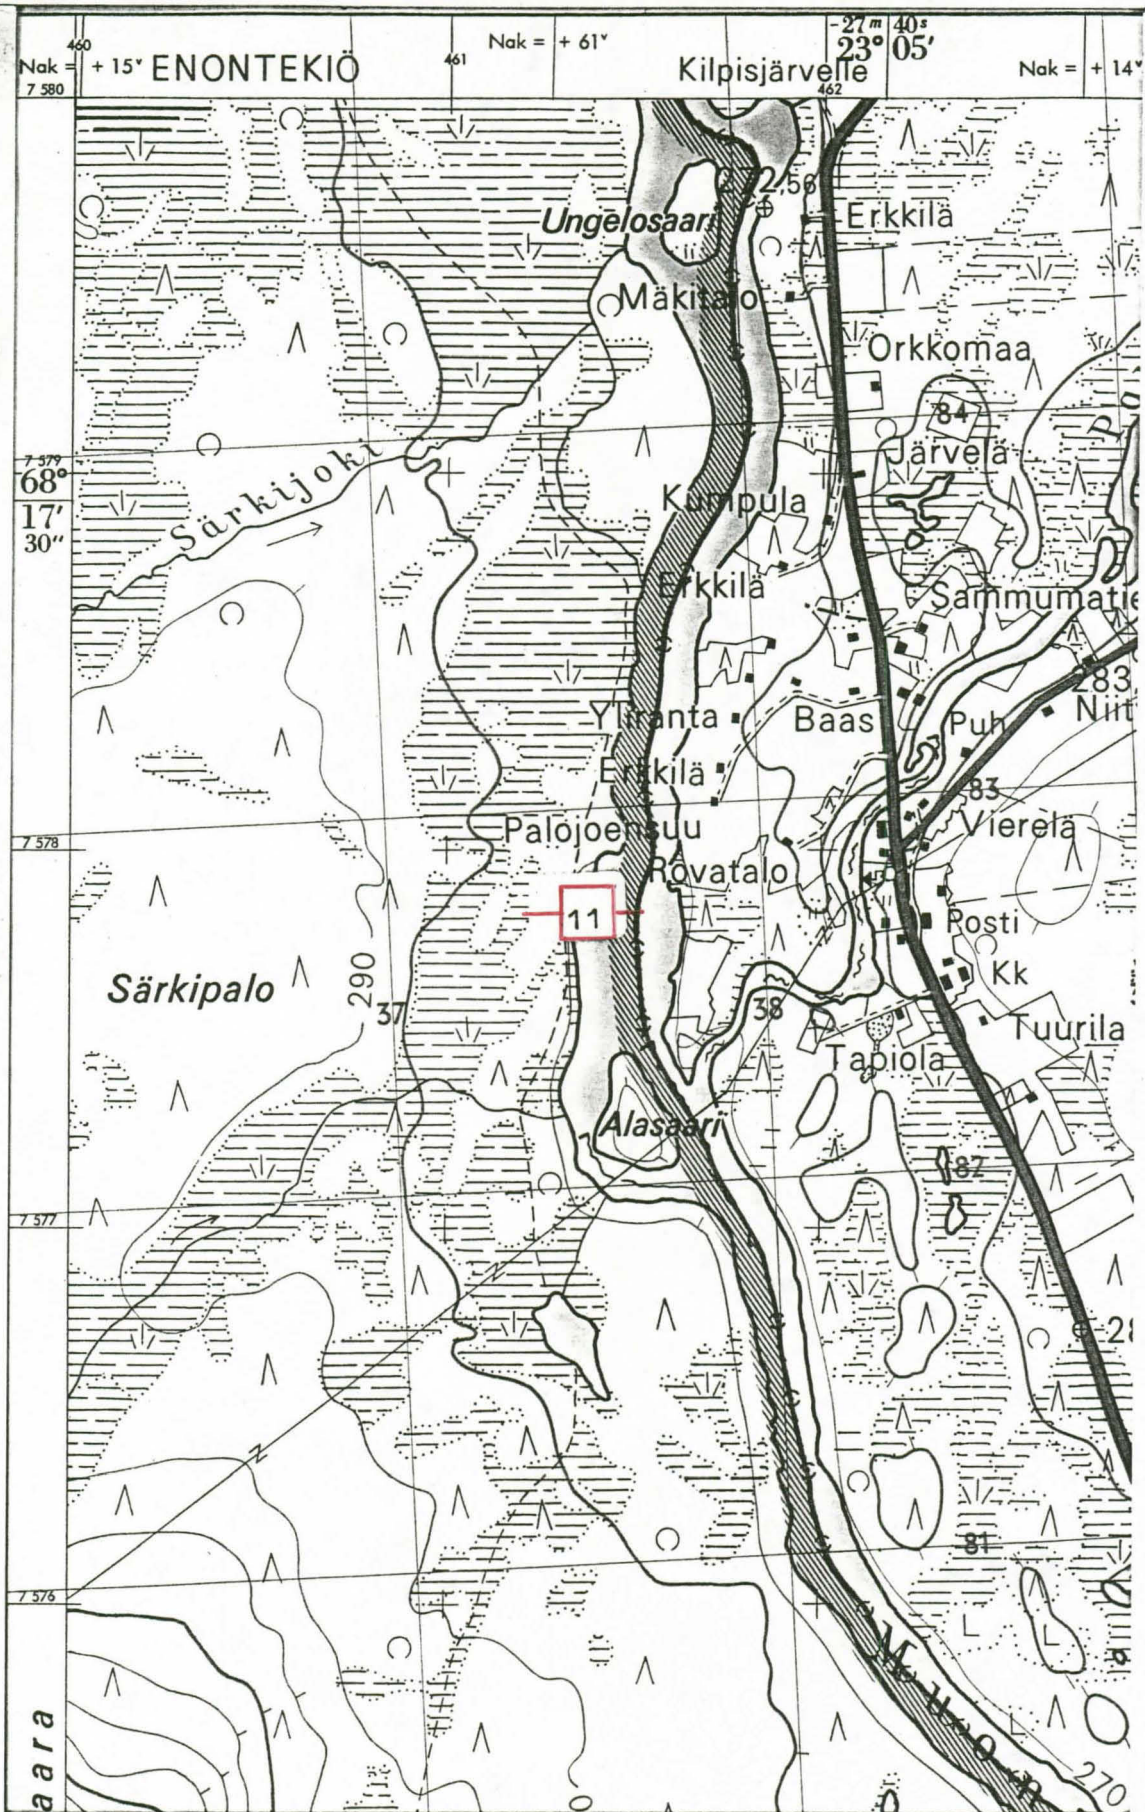 -27ᵐ 40ˢ
460
461
Nak = + 61ᵛ
23° 05′
Nak = + 15ᵛ ENONTEKIÖ
Kilpisjärvelle
Nak = + 14ᵛ
7 580
462
272,56
Ungelosaari
Erkkilä
Mäkitalo
Orkkomaa
84
Järvelä
7 579
68°
Särkijoki
Kumpula
17′
30″
Erkkilä
Sammumatie
283
Yliranta
Baas
Puh
Niit
Erkkilä
83
Palojoensuu
Vierelä
7 578
Rovatalo
11
Posti
290
Särkipalo
Kk
37
38
Tuurila
Tapiola
Alasaari
82
7 577
28
81
7 576
Muon
270
aara